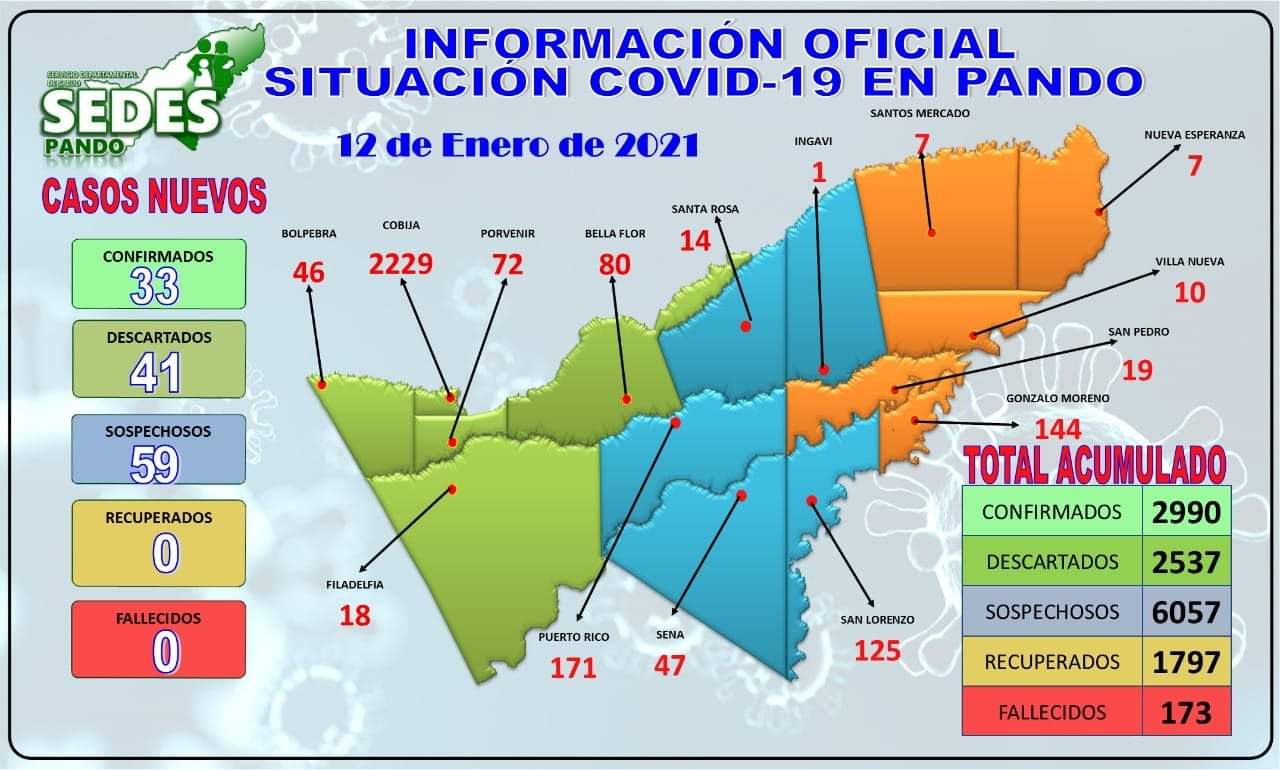 SERVICIO DEPARTAMENTAL
DE SALUD
SEDES
PANDO
INFORMACIÓN OFICIAL
SITUACIÓN COVID-19 EN PANDO
12 de Enero de 2021
CASOS NUEVOS
CONFIRMADOS
33
DESCARTADOS
41
SOSPECHOSOS
59
RECUPERADOS
0
FALLECIDOS
0
BOLPEBRA
46
COBIJA
2229
PORVENIR
72
BELLA FLOR
80
SANTA ROSA
14
INGAVI
1
SANTOS MERCADO
7
NUEVA ESPERANZA
7
VILLA NUEVA
10
SAN PEDRO
19
GONZALO MORENO
144
FILADELFIA
18
PUERTO RICO
171
SENA
47
SAN LORENZO
125
TOTAL ACUMULADO
CONFIRMADOS 2990
DESCARTADOS 2537
SOSPECHOSOS 6057
RECUPERADOS 1797
FALLECIDOS 173